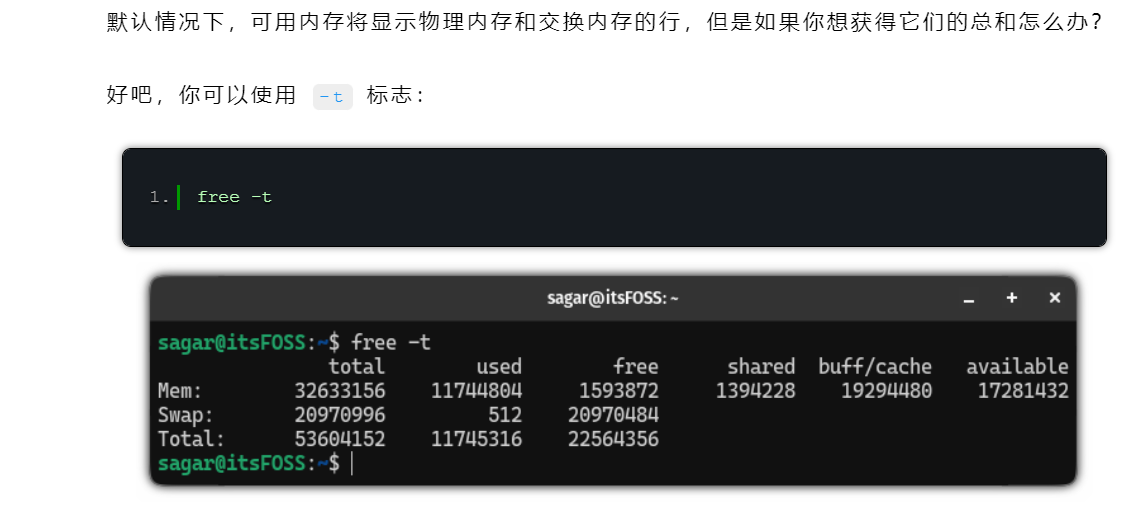 默认情况下，可用内存将显示物理内存和交换内存的行，但是如果你想获得它们的总和怎么办？
好吧，你可以使用 -t 标志：
1. free -t
sagar@itsFOSS: ~
sagar@itsFOSS:~$ free -t
total used free shared buff/cache available
Mem: 32633156 11744804 1593872 1394228 19294480 17281432
Swap: 20970996 512 20970484
Total: 53604152 11745316 22564356
sagar@itsFOSS:~$